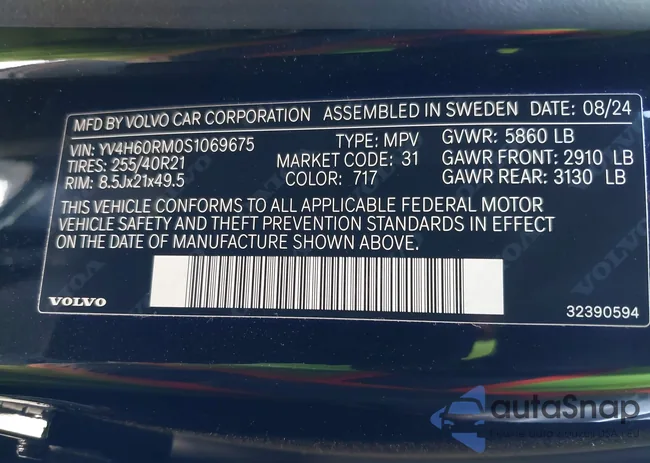 MFD BY VOLVO CAR CORPORATION ASSEMBLED IN SWEDEN DATE: 08/24
VIN: YV4H60RM0S1069675 TYPE: MPV GVWR: 5860 LB
TIRES: 255/40R21 MARKET CODE: 31 GAWR FRONT: 2910 LB
RIM: 8.5Jx21x49.5 COLOR: 717 GAWR REAR: 3130 LB
THIS VEHICLE CONFORMS TO ALL APPLICABLE FEDERAL MOTOR
VEHICLE SAFETY AND THEFT PREVENTION STANDARDS IN EFFECT
ON THE DATE OF MANUFACTURE SHOWN ABOVE.
VOLVO
32390594
autoSnap